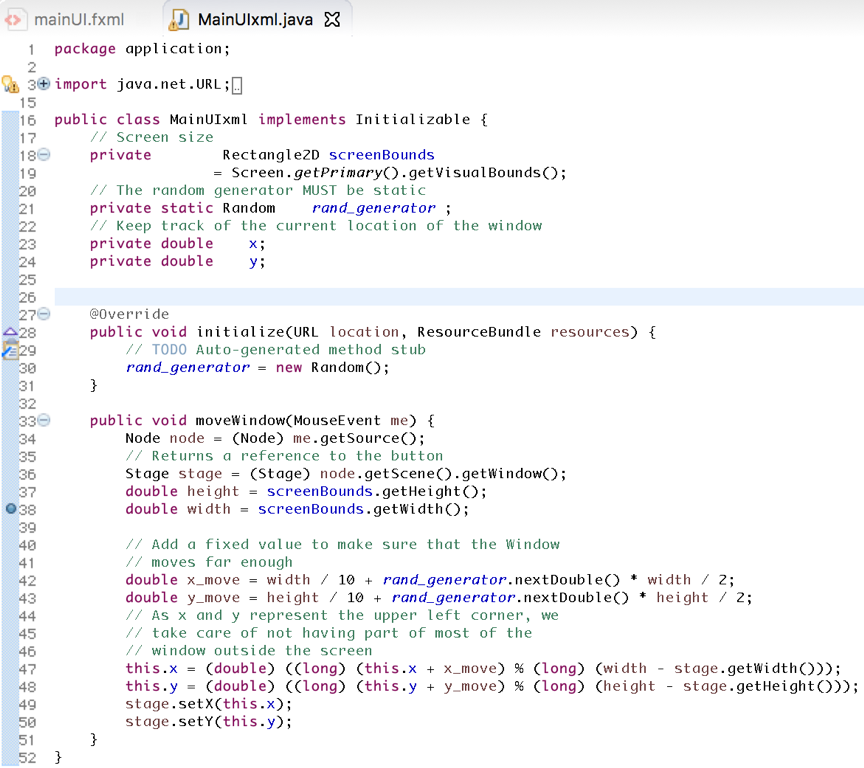 mainUI.fxml
MainUIxml.java
1 package application;
2
3 import java.net.URL;
15
16 public class MainUIxml implements Initializable {
17 // Screen size
18 private Rectangle2D screenBounds
19 = Screen.getPrimary().getVisualBounds();
20 // The random generator MUST be static
21 private static Random rand_generator ;
22 // Keep track of the current location of the window
23 private double x;
24 private double y;
25
26
27 @Override
28 public void initialize(URL location, ResourceBundle resources) {
29 // TODO Auto-generated method stub
30 rand_generator = new Random();
31 }
32
33 public void moveWindow(MouseEvent me) {
34 Node node = (Node) me.getSource();
35 // Returns a reference to the button
36 Stage stage = (Stage) node.getScene().getWindow();
37 double height = screenBounds.getHeight();
38 double width = screenBounds.getWidth();
39
40 // Add a fixed value to make sure that the Window
41 // moves far enough
42 double x_move = width / 10 + rand_generator.nextDouble() * width / 2;
43 double y_move = height / 10 + rand_generator.nextDouble() * height / 2;
44 // As x and y represent the upper left corner, we
45 // take care of not having part of most of the
46 // window outside the screen
47 this.x = (double) ((long) (this.x + x_move) % (long) (width - stage.getWidth()));
48 this.y = (double) ((long) (this.y + y_move) % (long) (height - stage.getHeight()));
49 stage.setX(this.x);
50 stage.setY(this.y);
51 }
52 }